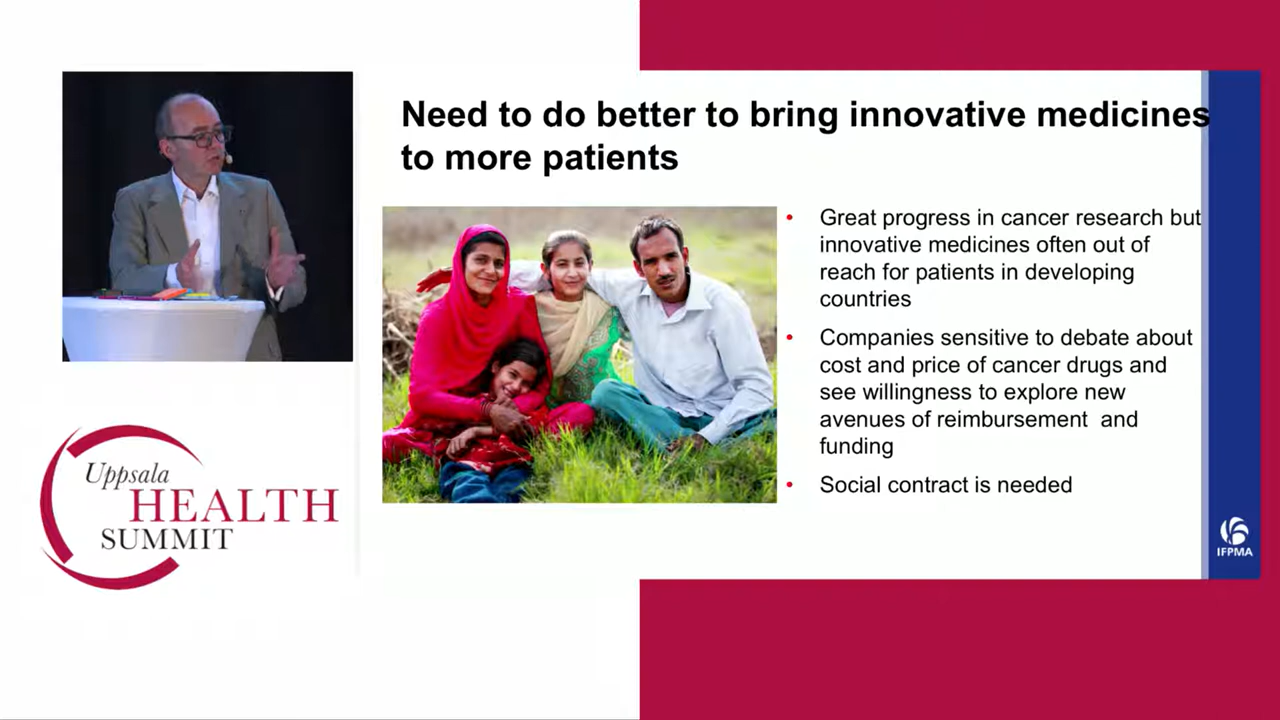 Need to do better to bring innovative medicines
to more patients
• Great progress in cancer research but
innovative medicines often out of
reach for patients in developing
countries
• Companies sensitive to debate about
cost and price of cancer drugs and
see willingness to explore new
avenues of reimbursement  and
funding
• Social contract is needed
Uppsala
HEALTH
SUMMIT
IFPMA